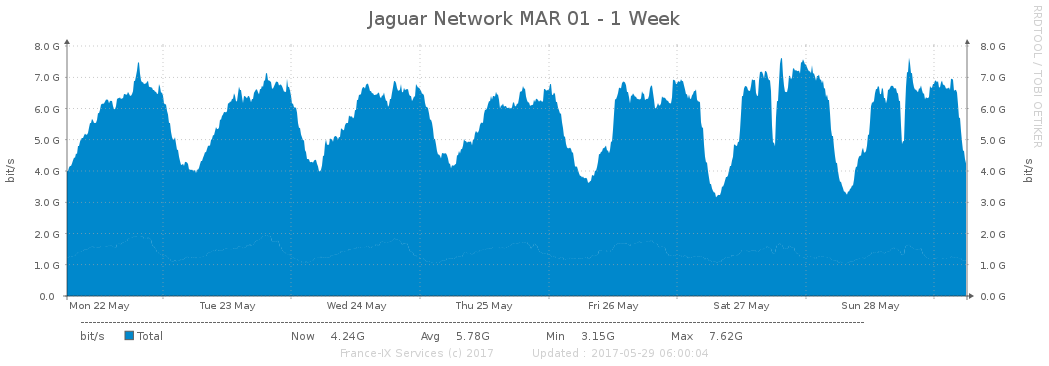 Jaguar Network MAR 01 - 1 Week
RRDTOOL / TOBI OETIKER
8.0 G 8.0 G
7.0 G 7.0 G
6.0 G 6.0 G
5.0 G 5.0 G
4.0 G 4.0 G
3.0 G 3.0 G
2.0 G 2.0 G
1.0 G 1.0 G
0.0 0.0 G
bit/s bit/s
Mon 22 May Tue 23 May Wed 24 May Thu 25 May Fri 26 May Sat 27 May Sun 28 May
bit/s Total Now 4.24G Avg 5.78G Min 3.15G Max 7.62G
France-IX Services (c) 2017 Updated : 2017-05-29 06:00:04